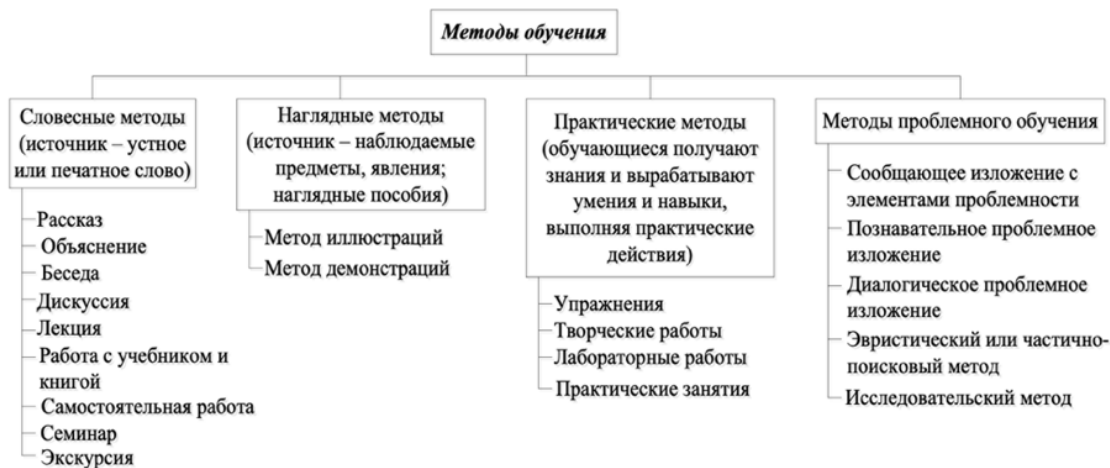 Методы обучения
Словесные методы
(источник – устное
или печатное слово)
Рассказ
Объяснение
Беседа
Дискуссия
Лекция
Работа с учебником и
книгой
Самостоятельная работа
Семинар
Экскурсия
Наглядные методы
(источник – наблюдаемые
предметы, явления;
наглядные пособия)
Метод иллюстраций
Метод демонстраций
Практические методы
(обучающиеся получают
знания и вырабатывают
умения и навыки,
выполняя практические
действия)
Упражнения
Творческие работы
Лабораторные работы
Практические занятия
Методы проблемного обучения
Сообщающее изложение с
элементами проблемности
Познавательное проблемное
изложение
Диалогическое проблемное
изложение
Эвристический или частично-
поисковый метод
Исследовательский метод